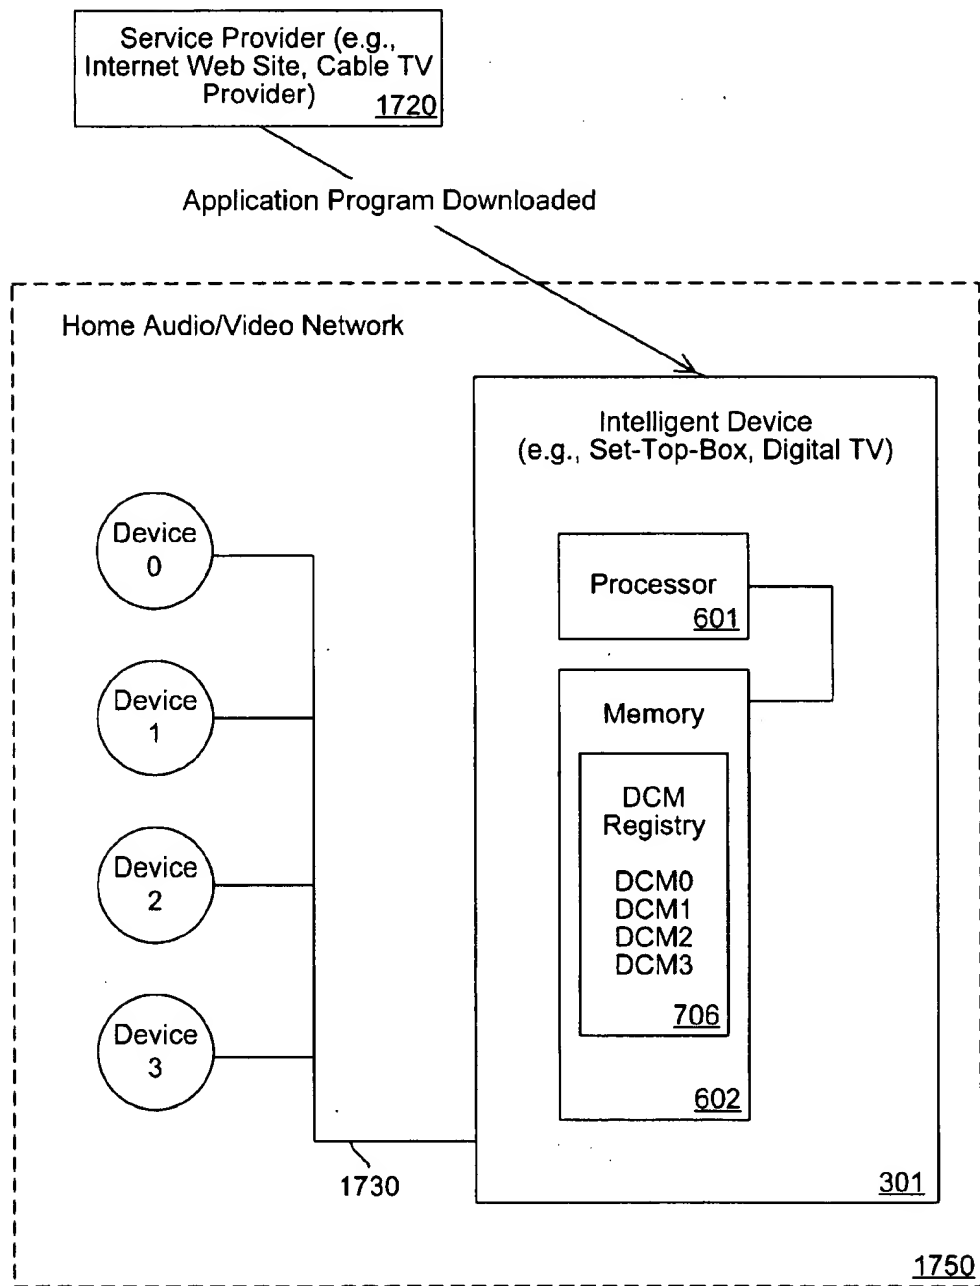 Service Provider (e.g.,
Internet Web Site, Cable TV
Provider)
1720
Application Program Downloaded
Home Audio/Video Network
Intelligent Device
(e.g., Set-Top-Box, Digital TV)
Device
0
Device
1
Device
2
Device
3
Processor
601
Memory
DCM
Registry
DCM0
DCM1
DCM2
DCM3
706
602
1730
301
1750